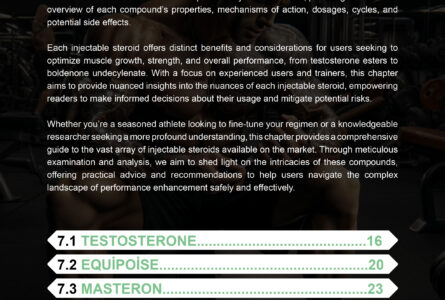 overview of each compound's properties, mechanisms of action, dosages, cycles, and
potential side effects.
Each injectable steroid offers distinct benefits and considerations for users seeking to
optimize muscle growth, strength, and overall performance, from testosterone esters to
boldenone undecylenate. With a focus on experienced users and trainers, this chapter
aims to provide nuanced insights into the nuances of each injectable steroid, empowering
readers to make informed decisions about their usage and mitigate potential risks.
Whether you're a seasoned athlete looking to fine-tune your regimen or a knowledgeable
researcher seeking a more profound understanding, this chapter provides a comprehensive
guide to the vast array of injectable steroids available on the market. Through meticulous
examination and analysis, we aim to shed light on the intricacies of these compounds,
offering practical advice and recommendations to help users navigate the complex
landscape of performance enhancement safely and effectively.
7.1 TESTOSTERONE.................................................16
7.2 EQUİPOİSE.......................................................20
7.3 MASTERON.......................................................23